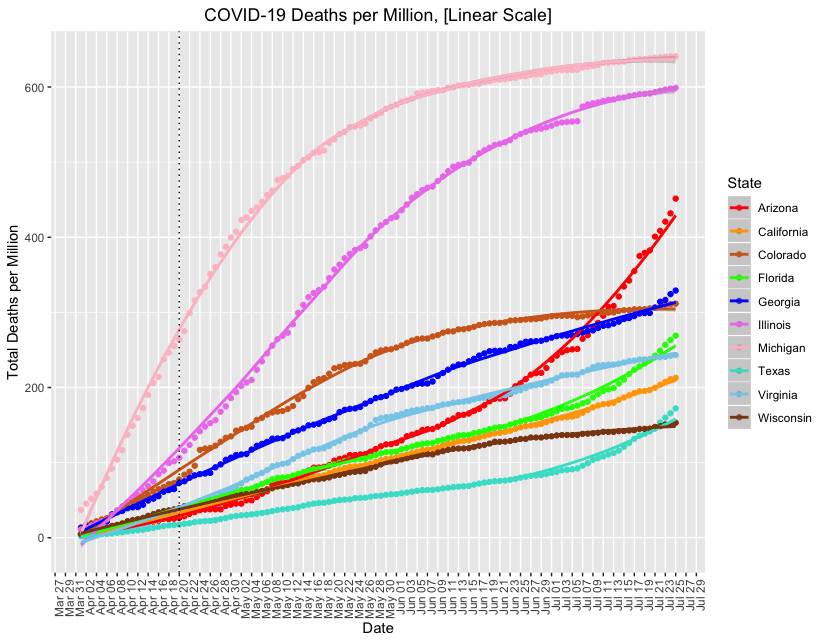 COVID-19 Deaths per Million, [Linear Scale]
Total Deaths per Million
600
400
200
0
Mar 27
Mar 29
Mar 31
Apr 02
Apr 04
Apr 06
Apr 08
Apr 10
Apr 12
Apr 14
Apr 16
Apr 18
Apr 20
Apr 22
Apr 24
Apr 26
Apr 28
Apr 30
May 02
May 04
May 06
May 08
May 10
May 12
May 14
May 16
May 18
May 20
May 22
May 24
May 26
May 28
May 30
Jun 01
Jun 03
Jun 05
Jun 07
Jun 09
Jun 11
Jun 13
Jun 15
Jun 17
Jun 19
Jun 21
Jun 23
Jun 25
Jun 27
Jun 29
Jul 01
Jul 03
Jul 05
Jul 07
Jul 09
Jul 11
Jul 13
Jul 15
Jul 17
Jul 19
Jul 21
Jul 23
Jul 25
Jul 27
Jul 29
Date
State
Arizona
California
Colorado
Florida
Georgia
Illinois
Michigan
Texas
Virginia
Wisconsin